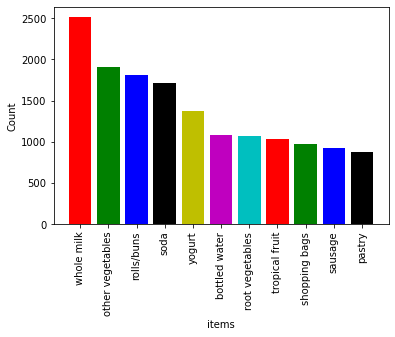 2500
2000
1500
1000
500
0
Count
whole milk
other vegetables
rolls/buns
soda
yogurt
bottled water
root vegetables
tropical fruit
shopping bags
sausage
pastry
items